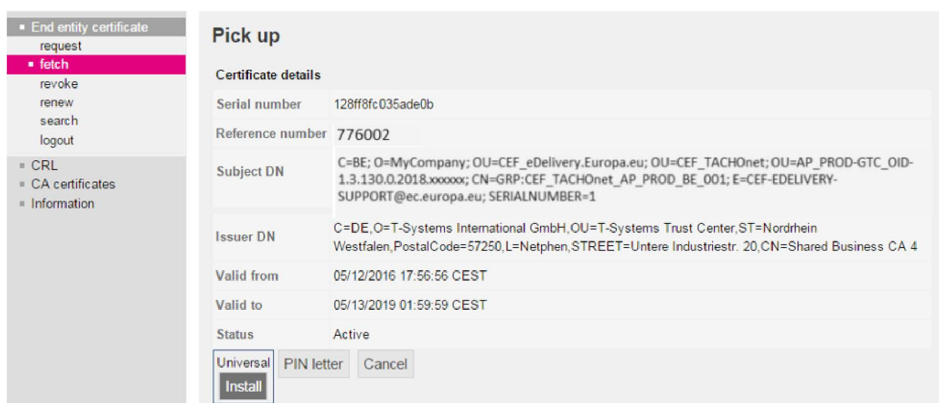 End entity certificate
request
fetch
revoke
renew
search
logout
CRL
CA certificates
Information
Pick up
Certificate details
Serial number 128ff8fc035ade0b
Reference number 776002
Subject DN C=BE; O=MyCompany; OU=CEF_eDelivery.Europa.eu; OU=CEF_TACHOnet; OU=AP_PROD-GTC_OID-
1.3.130.0.2018.xxxxxx; CN=GRP:CEF_TACHOnet_AP_PROD_BE_001; E=CEF-EDELIVERY-
SUPPORT@ec.europa.eu; SERIALNUMBER=1
Issuer DN C=DE,O=T-Systems International GmbH,OU=T-Systems Trust Center,ST=Nordrhein
Westfalen,PostalCode=57250,L=Netphen,STREET=Untere Industriestr. 20,CN=Shared Business CA 4
Valid from 05/12/2016 17:56:56 CEST
Valid to 05/13/2019 01:59:59 CEST
Status Active
Universal PIN letter Cancel
Install